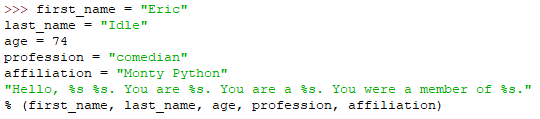 >>> first_name = "Eric"
last_name = "Idle"
age = 74
profession = "comedian"
affiliation = "Monty Python"
"Hello, %s %s. You are %s. You are a %s. You were a member of %s."
% (first_name, last_name, age, profession, affiliation)